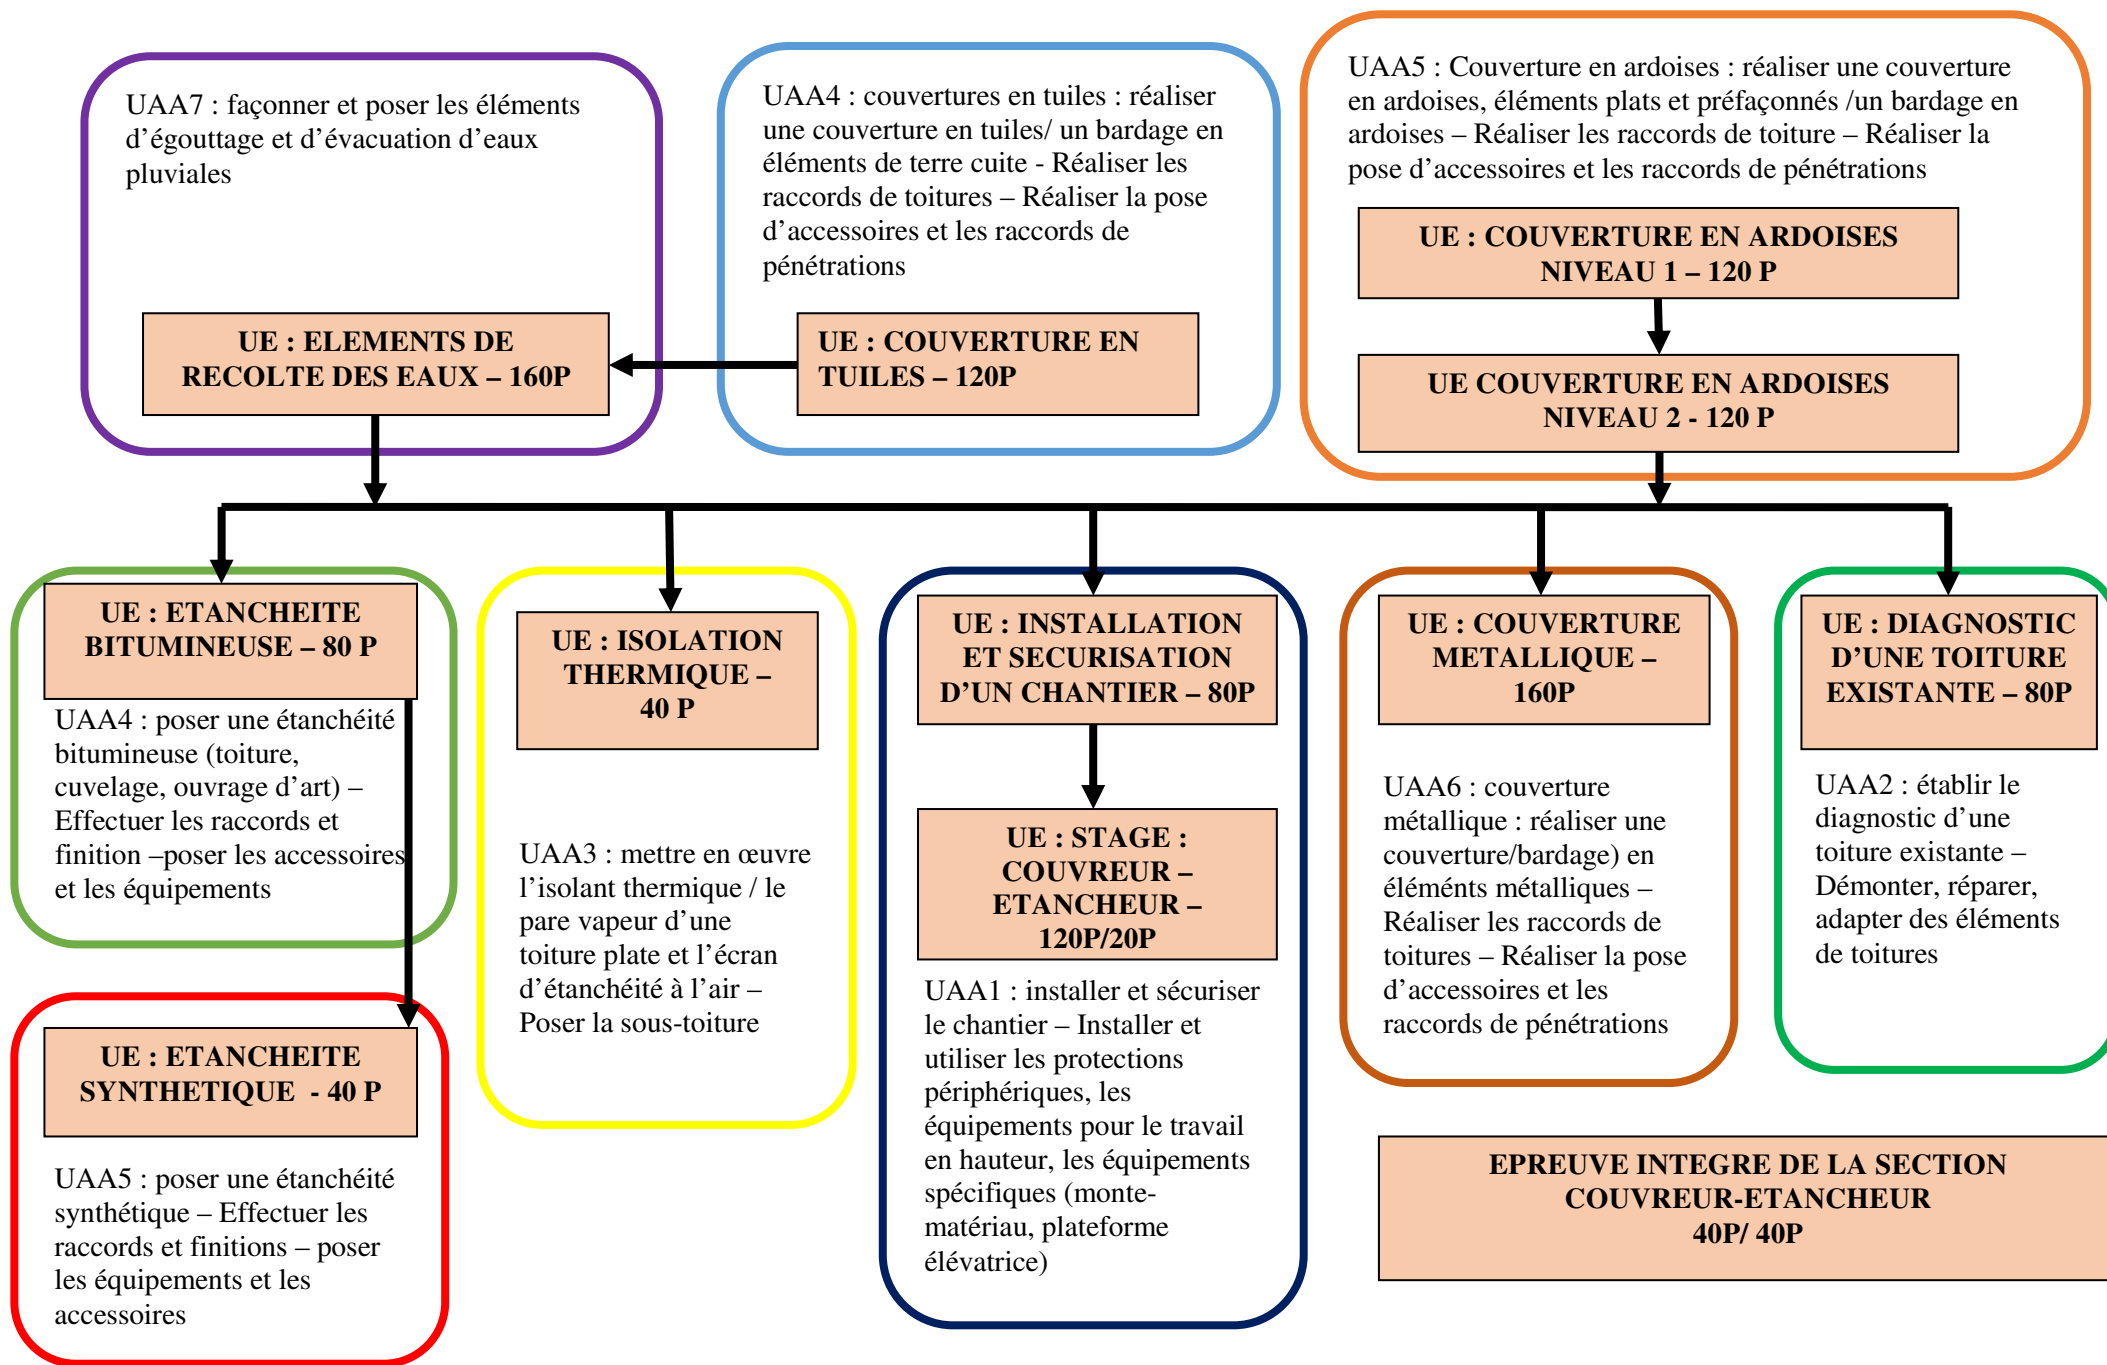 UAA7 : façonner et poser les éléments
d’égouttage et d’évacuation d’eaux
pluviales
UE : ELEMENTS DE
RECOLTE DES EAUX – 160P
UAA4 : couvertures en tuiles : réaliser
une couverture en tuiles/ un bardage en
éléments de terre cuite - Réaliser les
raccords de toitures – Réaliser la pose
d’accessoires et les raccords de
pénétrations
UE : COUVERTURE EN
TUILES – 120P
UAA5 : Couverture en ardoises : réaliser une couverture
en ardoises, éléments plats et préfaçonnés /un bardage en
ardoises – Réaliser les raccords de toiture – Réaliser la
pose d’accessoires et les raccords de pénétrations
UE : COUVERTURE EN ARDOISES
NIVEAU 1 – 120 P
UE COUVERTURE EN ARDOISES
NIVEAU 2 - 120 P
UE : ETANCHEITE
BITUMINEUSE – 80 P
UAA4 : poser une étanchéité
bitumineuse (toiture,
cuvelage, ouvrage d’art) –
Effectuer les raccords et
finition –poser les accessoires
et les équipements
UE : ETANCHEITE
SYNTHETIQUE - 40 P
UAA5 : poser une étanchéité
synthétique – Effectuer les
raccords et finitions – poser
les équipements et les
accessoires
UE : ISOLATION
THERMIQUE –
40 P
UAA3 : mettre en œuvre
l’isolant thermique / le
pare vapeur d’une
toiture plate et l’écran
d’étanchéité à l’air –
Poser la sous-toiture
UE : INSTALLATION
ET SECURISATION
D’UN CHANTIER – 80P
UE : STAGE :
COUVREUR –
ETANCHEUR –
120P/20P
UAA1 : installer et sécuriser
le chantier – Installer et
utiliser les protections
périphériques, les
équipements pour le travail
en hauteur, les équipements
spécifiques (monte-
matériau, plateforme
élévatrice)
UE : COUVERTURE
METALLIQUE –
160P
UAA6 : couverture
métallique : réaliser une
couverture/bardage) en
éléménts métalliques –
Réaliser les raccords de
toitures – Réaliser la pose
d’accessoires et les
raccords de pénétrations
UE : DIAGNOSTIC
D’UNE TOITURE
EXISTANTE – 80P
UAA2 : établir le
diagnostic d’une
toiture existante –
Démonter, réparer,
adapter des éléments
de toitures
EPREUVE INTEGRE DE LA SECTION
COUVREUR-ETANCHEUR
40P/ 40P